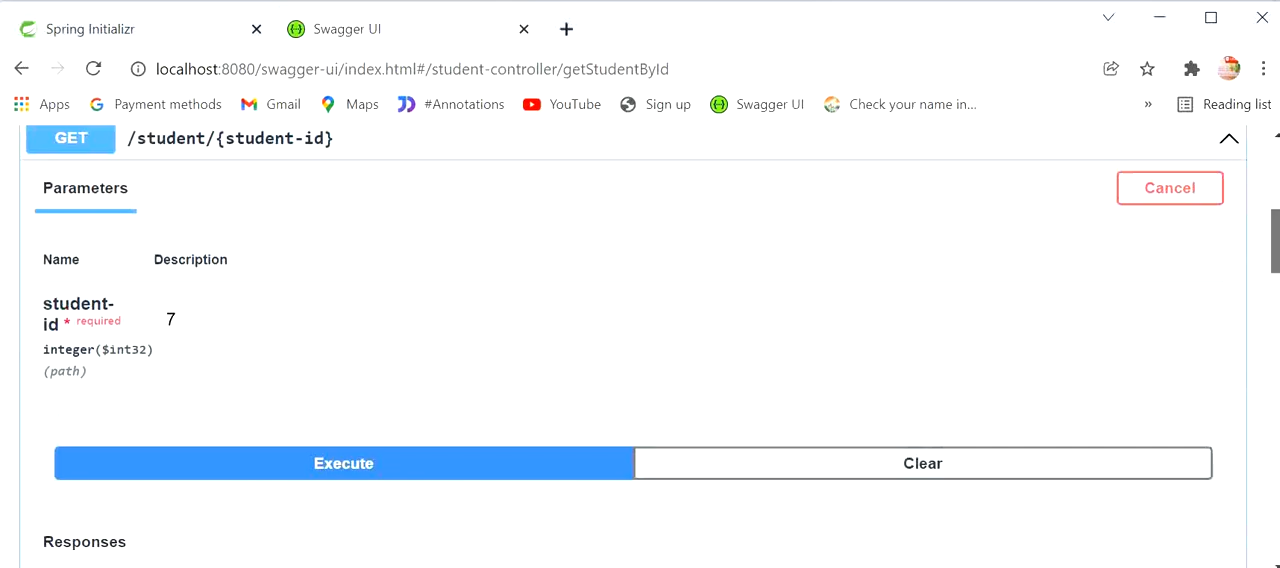 Spring Initializr
Swagger UI
localhost:8080/swagger-ui/index.html#/student-controller/getStudentById
Apps Payment methods Gmail Maps #Annotations YouTube Sign up Swagger UI Check your name in... » Reading list
GET /student/{student-id}
Parameters
Cancel
Name Description
student-
id * required
7
integer($int32)
(path)
Execute Clear
Responses